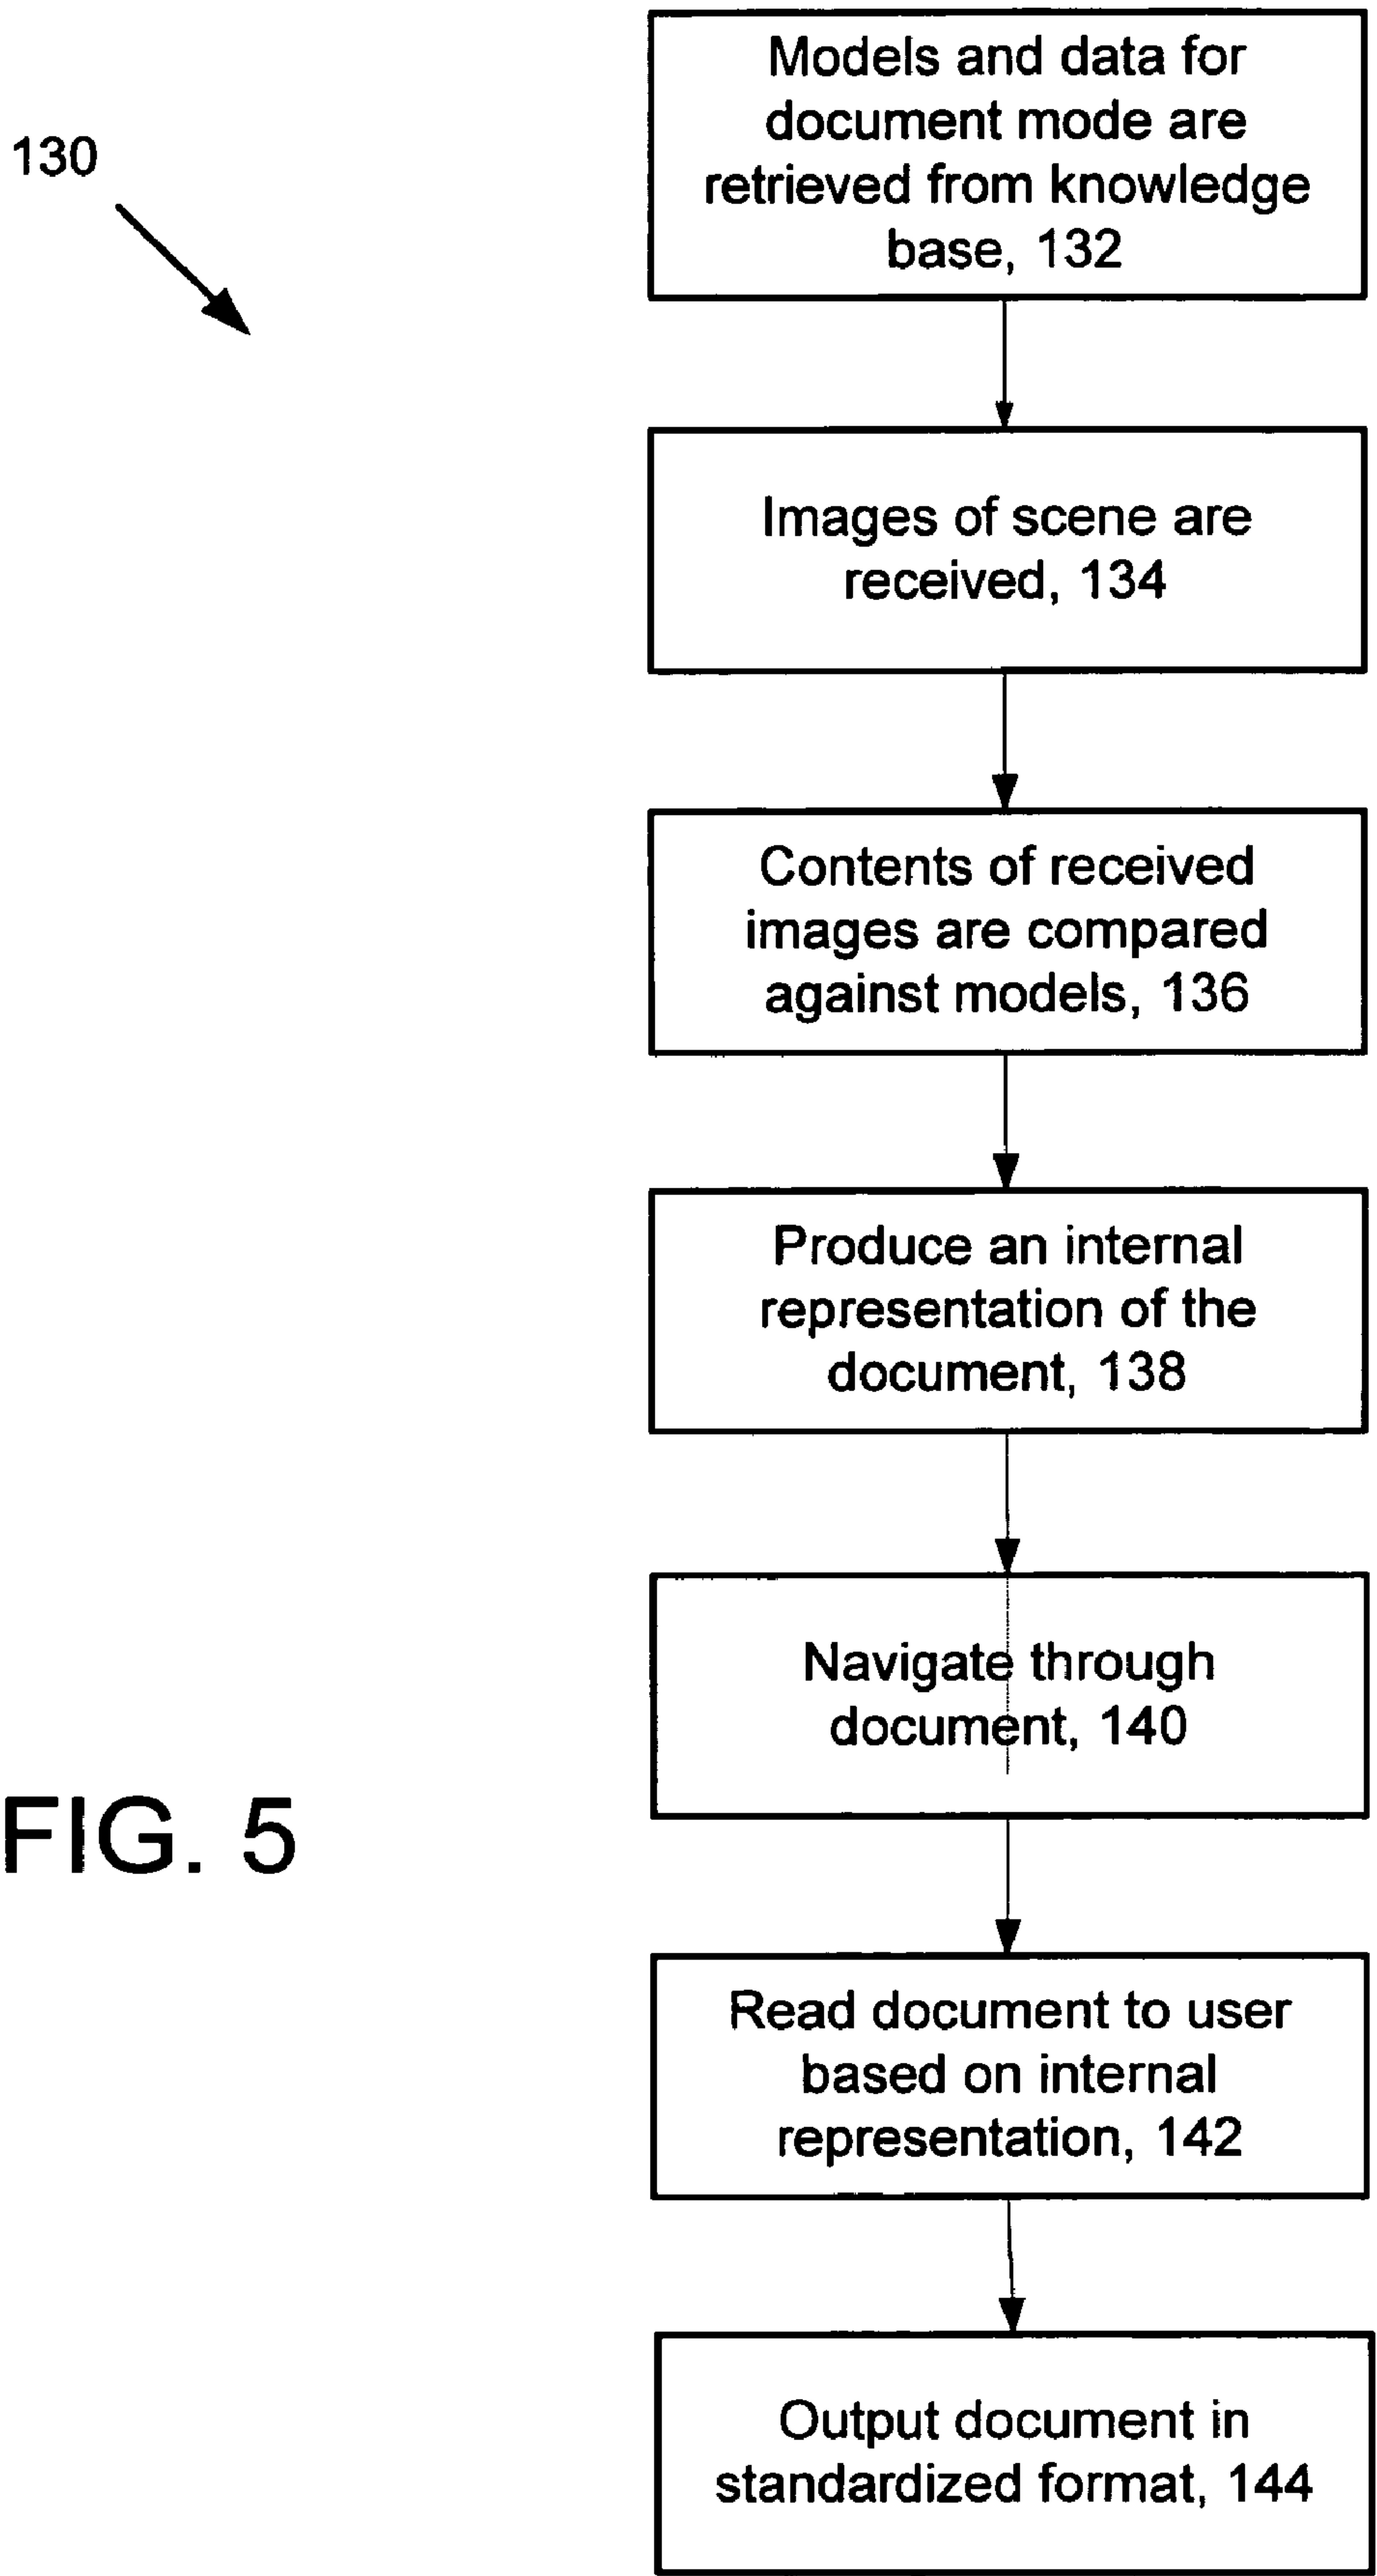 130
Models and data for
document mode are
retrieved from knowledge
base, 132
Images of scene are
received, 134
Contents of received
images are compared
against models, 136
Produce an internal
representation of the
document, 138
Navigate through
document, 140
FIG. 5
Read document to user
based on internal
representation, 142
Output document in
standardized format, 144